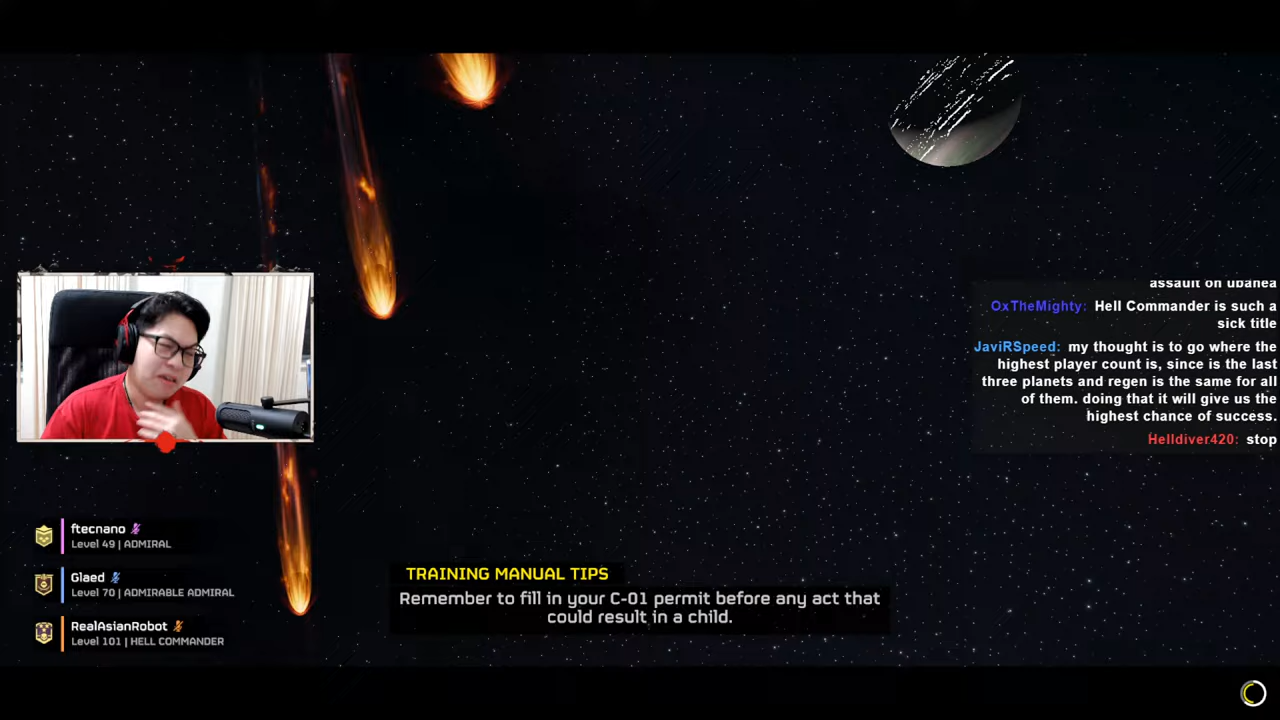 assault on ubanea
OxTheMighty: Hell Commander is such a
sick title
JaviRSpeed: my thought is to go where the
highest player count is, since is the last
three planets and regen is the same for all
of them. doing that it will give us the
highest chance of success.
Helldiver420: stop
ftecnano
Level 49 | ADMIRAL
Glaed
Level 70 | ADMIRABLE ADMIRAL
RealAsianRobot
Level 101 | HELL COMMANDER
TRAINING MANUAL TIPS
Remember to fill in your C-01 permit before any act that
could result in a child.